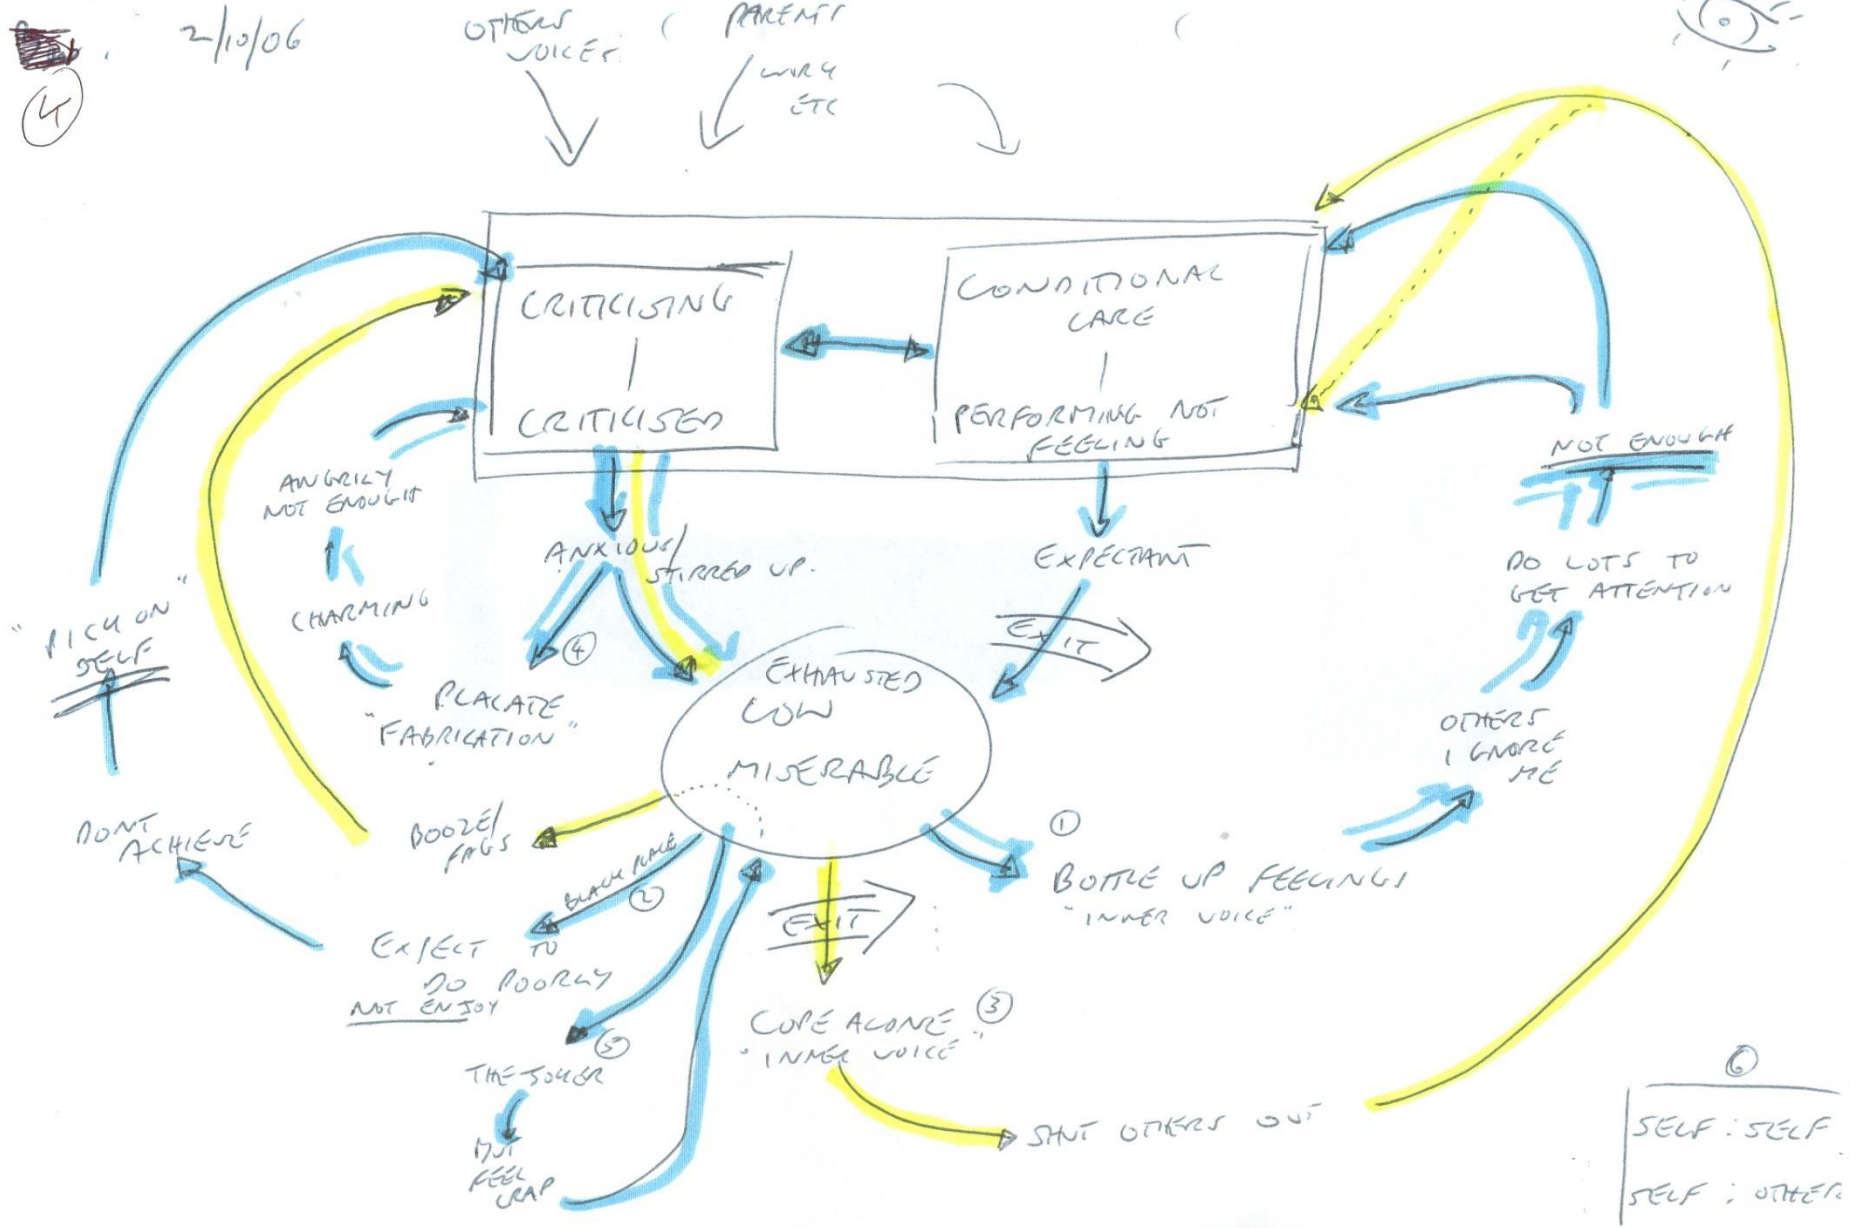 2/10/06
4
OTHERS
VOICES
PARENTS
WORK
ETC
CRITICISING
CRITICISED
CONDITIONAL
CARE
PERFORMING NOT
FEELING
ANGRILY
NOT ENOUGH
NOT ENOUGH
ANXIOUS/
STIRRED UP.
EXPECTANT
DO LOTS TO
GET ATTENTION
CHARMING
"PICK ON"
SELF
4
EXIT
PLACATE
"FABRICATION"
EXHAUSTED
LOW
MISERABLE
OTHERS
IGNORE
ME
DONT
ACHIEVE
BOOZE/
FAGS
BLACK PLACE
2
1
BOTTLE UP FEELINGS
"INNER VOICE"
EXIT
EXPECT TO
DO POORLY
NOT ENJOY
COPE ALONE 3
"INNER VOICE"
5
THE JOKER
BUT
FEEL
CRAP
SHUT OTHERS OUT
6
SELF : SELF
SELF : OTHER